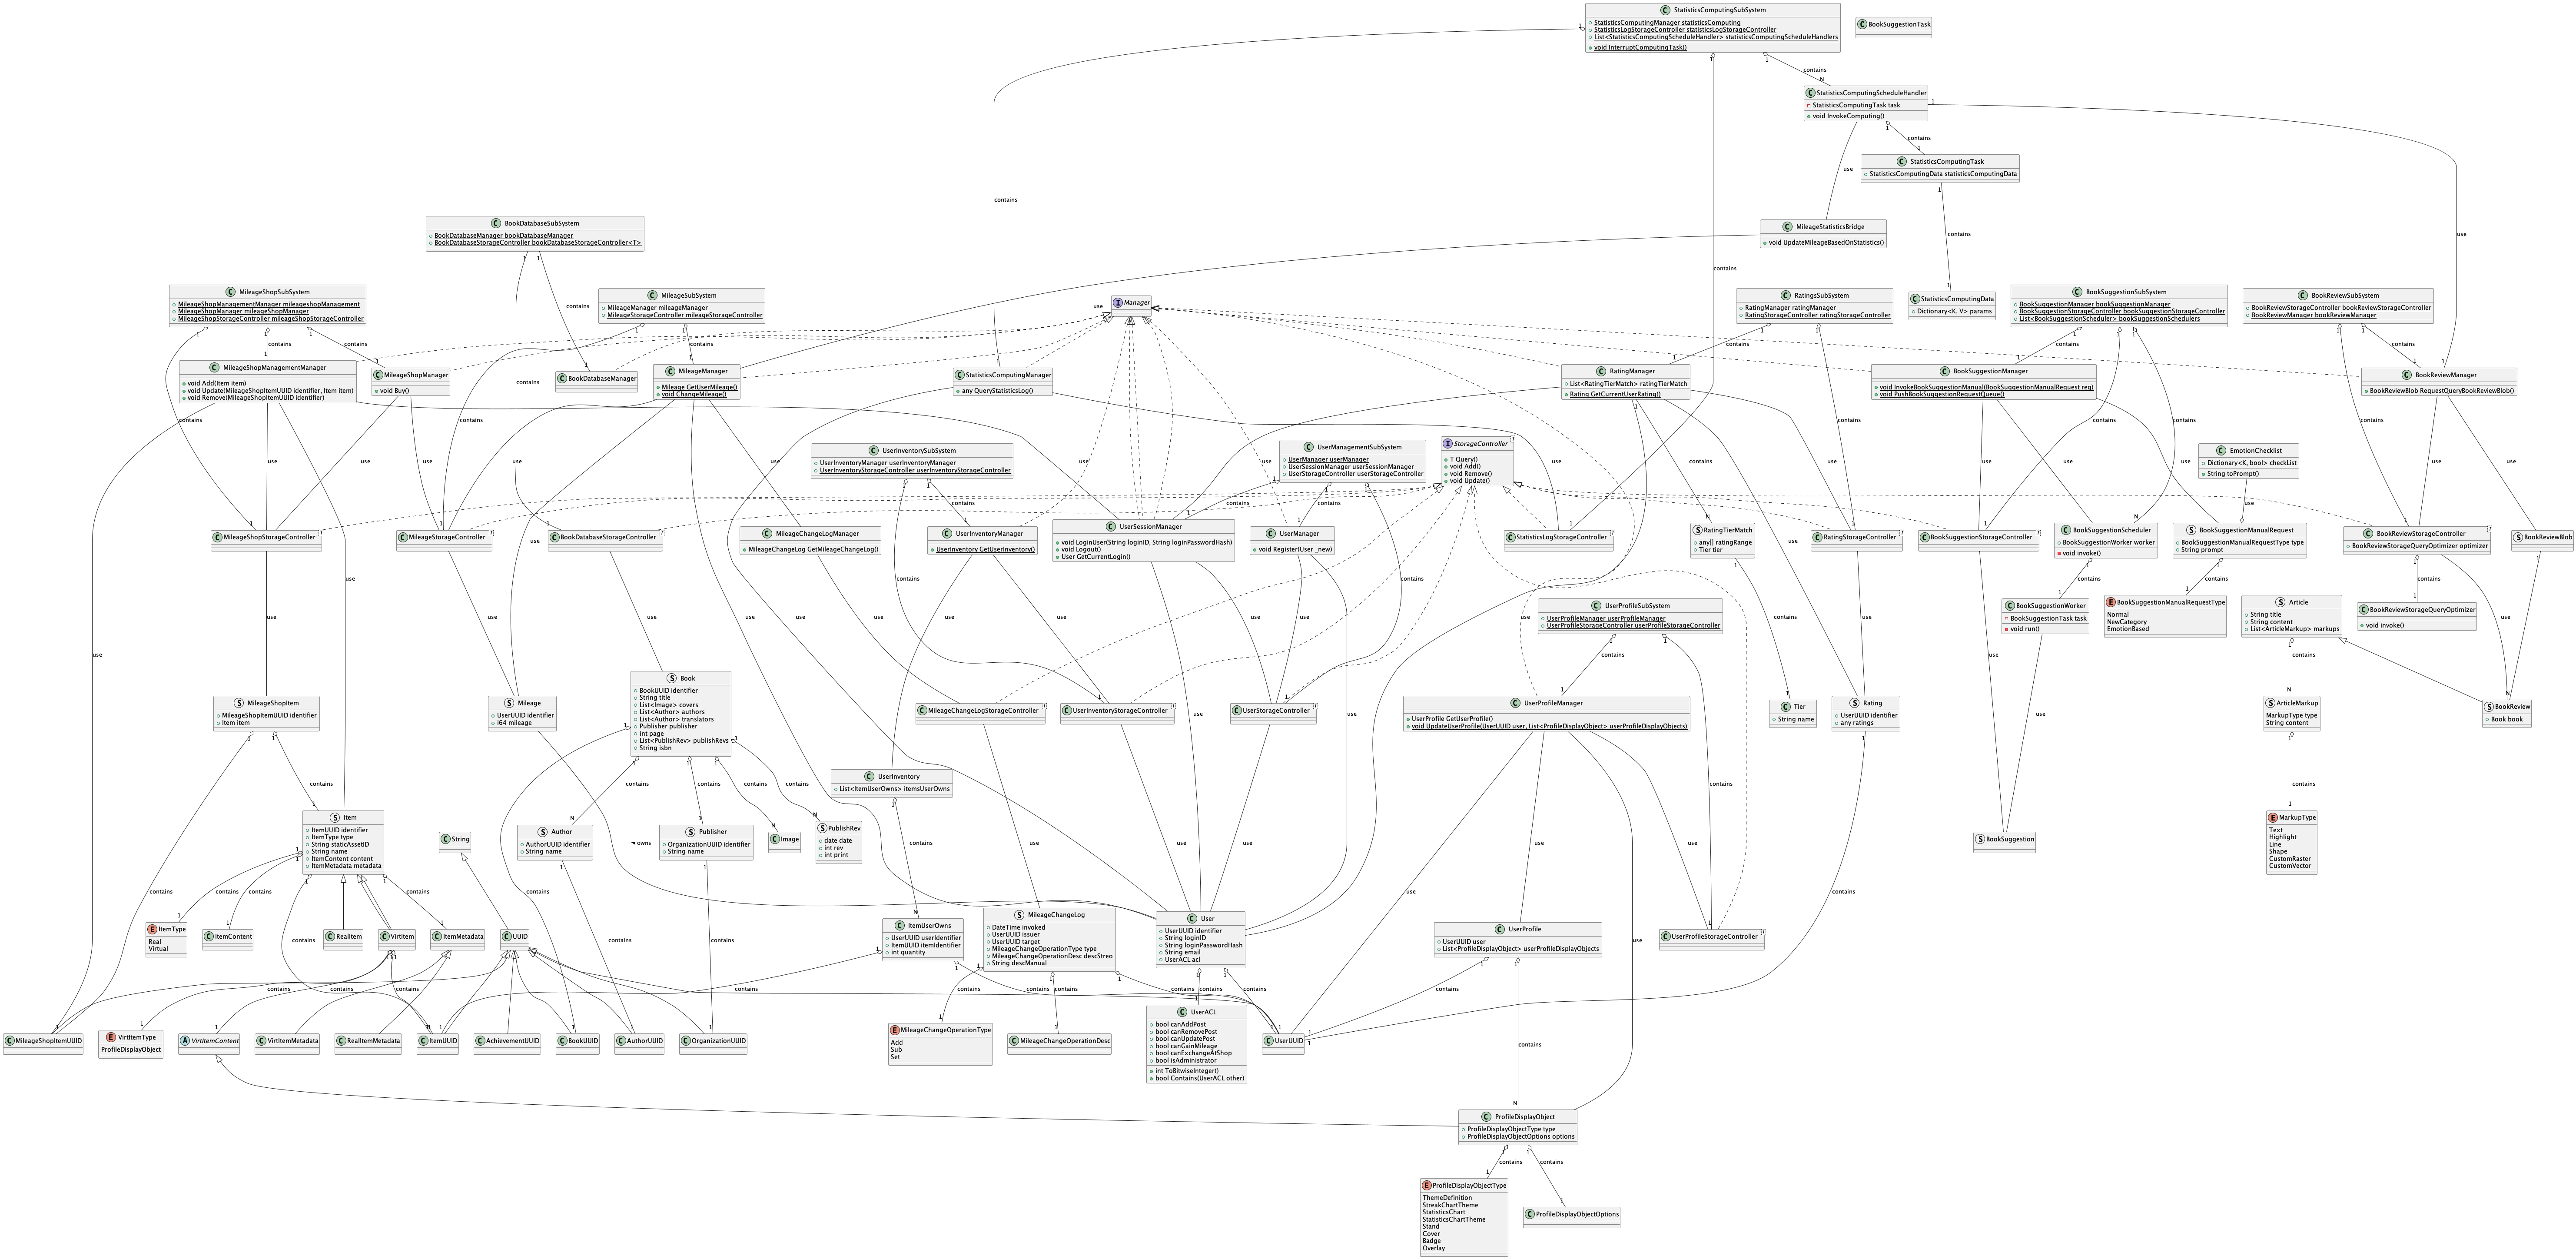 StatisticsComputingSubSystem
StatisticsComputingManager statisticsComputing
StatisticsLogStorageController statisticsLogStorageController
List<StatisticsComputingScheduleHandler> statisticsComputingScheduleHandlers
void InterruptComputingTask()
BookSuggestionTask
StatisticsComputingScheduleHandler
StatisticsComputingTask task
void InvokeComputing()
StatisticsComputingTask
StatisticsComputingData statisticsComputingData
MileageStatisticsBridge
void UpdateMileageBasedOnStatistics()
StatisticsComputingData
Dictionary<K, V> params
BookDatabaseSubSystem
BookDatabaseManager bookDatabaseManager
BookDatabaseStorageController bookDatabaseStorageController<T>
MileageShopSubSystem
MileageShopManagementManager mileageshopManagement
MileageShopManager mileageShopManager
MileageShopStorageController mileageShopStorageController
MileageSubSystem
MileageManager mileageManager
MileageStorageController mileageStorageController
Manager
RatingsSubSystem
RatingManager ratingManager
RatingStorageController ratingStorageController
BookSuggestionSubSystem
BookSuggestionManager bookSuggestionManager
BookSuggestionStorageController bookSuggestionStorageController
List<BookSuggestionScheduler> bookSuggestionSchedulers
BookReviewSubSystem
BookReviewStorageController bookReviewStorageController
BookReviewManager bookReviewManager
MileageShopManagementManager
void Add(Item item)
void Update(MileageShopItemUUID identifier, Item item)
void Remove(MileageShopItemUUID identifier)
MileageShopManager
void Buy()
BookDatabaseManager
MileageManager
Mileage GetUserMileage()
void ChangeMileage()
StatisticsComputingManager
any QueryStatisticsLog()
RatingManager
List<RatingTierMatch> ratingTierMatch
Rating GetCurrentUserRating()
BookSuggestionManager
void InvokeBookSuggestionManual(BookSuggestionManualRequest req)
void PushBookSuggestionRequestQueue()
BookReviewManager
BookReviewBlob RequestQueryBookReviewBlob()
UserInventorySubSystem
UserInventoryManager userInventoryManager
UserInventoryStorageController userInventoryStorageController
UserManagementSubSystem
UserManager userManager
UserSessionManager userSessionManager
UserStorageController userStorageController
StorageController
T
T Query()
void Add()
void Remove()
void Update()
EmotionChecklist
Dictionary<K, bool> checkList
String toPrompt()
MileageShopStorageController
T
MileageStorageController
T
BookDatabaseStorageController
T
MileageChangeLogManager
MileageChangeLog GetMileageChangeLog()
UserInventoryManager
UserInventory GetUserInventory()
UserSessionManager
void LoginUser(String loginID, String loginPasswordHash)
void Logout()
User GetCurrentLogin()
UserManager
void Register(User _new)
StatisticsLogStorageController
T
RatingTierMatch
any[] ratingRange
Tier tier
RatingStorageController
T
BookSuggestionStorageController
T
BookSuggestionScheduler
BookSuggestionWorker worker
void invoke()
BookSuggestionManualRequest
BookSuggestionManualRequestType type
String prompt
BookReviewStorageController
T
BookReviewStorageQueryOptimizer optimizer
BookReviewBlob
BookSuggestionWorker
BookSuggestionTask task
void run()
BookSuggestionManualRequestType
Normal
NewCategory
EmotionBased
Article
String title
String content
List<ArticleMarkup> markups
BookReviewStorageQueryOptimizer
void invoke()
UserProfileSubSystem
UserProfileManager userProfileManager
UserProfileStorageController userProfileStorageController
MileageShopItem
MileageShopItemUUID identifier
Item item
Mileage
UserUUID identifier
i64 mileage
Book
BookUUID identifier
String title
List<Image> covers
List<Author> authors
List<Author> translators
Publisher publisher
int page
List<PublishRev> publishRevs
String isbn
MileageChangeLogStorageController
T
UserInventoryStorageController
T
UserStorageController
T
UserProfileManager
UserProfile GetUserProfile()
void UpdateUserProfile(UserUUID user, List<ProfileDisplayObject> userProfileDisplayObjects)
Tier
String name
Rating
UserUUID identifier
any ratings
ArticleMarkup
MarkupType type
String content
BookReview
Book book
UserInventory
List<ItemUserOwns> itemsUserOwns
Item
ItemUUID identifier
ItemType type
String staticAssetID
String name
ItemContent content
ItemMetadata metadata
String
Author
AuthorUUID identifier
String name
Publisher
OrganizationUUID identifier
String name
Image
PublishRev
date date
int rev
int print
BookSuggestion
MarkupType
Text
Highlight
Line
Shape
CustomRaster
CustomVector
ItemType
Real
Virtual
ItemContent
RealItem
VirtItem
ItemMetadata
UUID
ItemUserOwns
UserUUID userIdentifier
ItemUUID itemIdentifier
int quantity
MileageChangeLog
DateTime invoked
UserUUID issuer
UserUUID target
MileageChangeOperationType type
MileageChangeOperationDesc descStreo
String descManual
User
UserUUID identifier
String loginID
String loginPasswordHash
String email
UserACL acl
UserProfile
UserUUID user
List<ProfileDisplayObject> userProfileDisplayObjects
UserProfileStorageController
T
MileageShopItemUUID
VirtItemType
ProfileDisplayObject
VirtItemContent
VirtItemMetadata
RealItemMetadata
ItemUUID
AchievementUUID
BookUUID
AuthorUUID
OrganizationUUID
MileageChangeOperationType
Add
Sub
Set
MileageChangeOperationDesc
UserACL
bool canAddPost
bool canRemovePost
bool canUpdatePost
bool canGainMileage
bool canExchangeAtShop
bool isAdministrator
int ToBitwiseInteger()
bool Contains(UserACL other)
UserUUID
ProfileDisplayObject
ProfileDisplayObjectType type
ProfileDisplayObjectOptions options
ProfileDisplayObjectType
ThemeDefinition
StreakChartTheme
StatisticsChart
StatisticsChartTheme
Stand
Cover
Badge
Overlay
ProfileDisplayObjectOptions
contains
use
owns